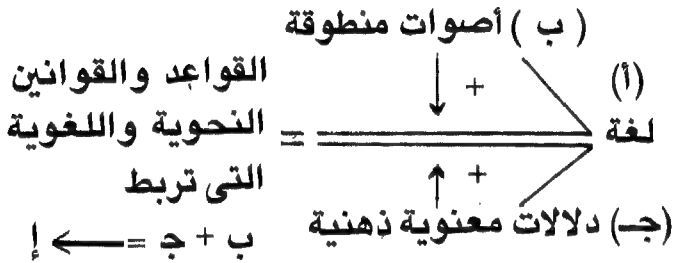 ( ب ) أصوات منطوقة
(أ)
لغة
+
=
القواعد والقوانين
النحوية واللغوية
التى تربط
ب + ج = ⟵ إ
+
(جـ) دلالات معنوية ذهنية